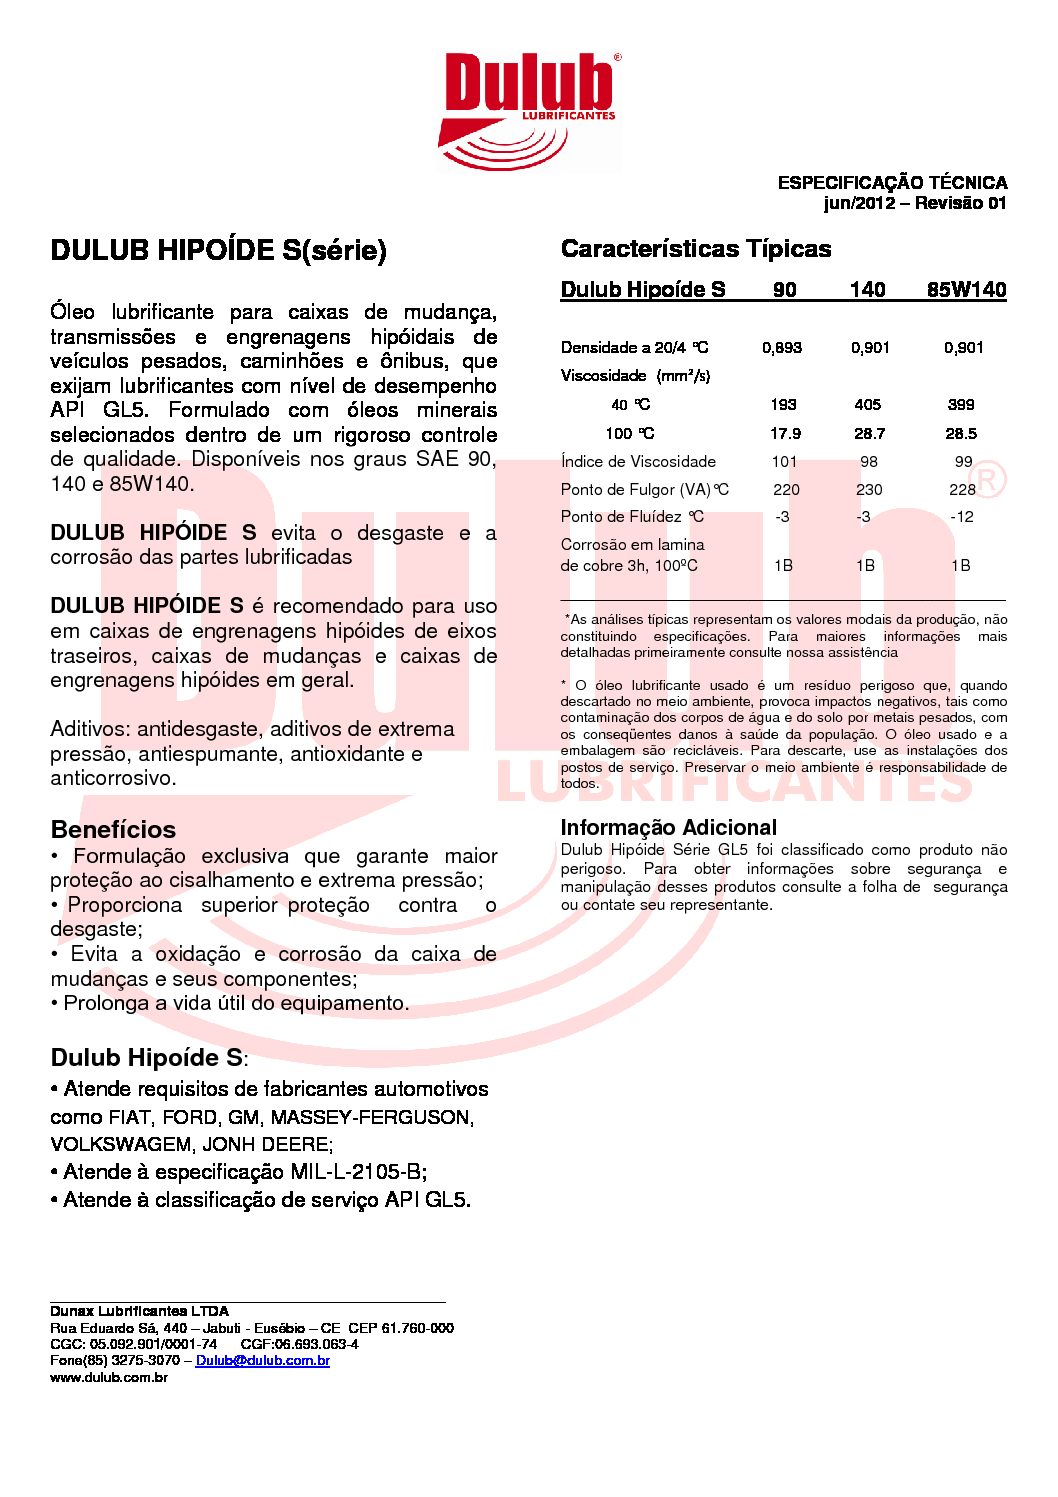 Dulub®
LUBRIFICANTES
ESPECIFICAÇÃO TÉCNICA
jun/2012 – Revisão 01
DULUB HIPOÍDE S(série)
Óleo lubrificante para caixas de mudança,
transmissões e engrenagens hipóidais de
veículos pesados, caminhões e ônibus, que
exijam lubrificantes com nível de desempenho
API GL5. Formulado com óleos minerais
selecionados dentro de um rigoroso controle
de qualidade. Disponíveis nos graus SAE 90,
140 e 85W140.
DULUB HIPÓIDE S evita o desgaste e a
corrosão das partes lubrificadas
DULUB HIPÓIDE S é recomendado para uso
em caixas de engrenagens hipóides de eixos
traseiros, caixas de mudanças e caixas de
engrenagens hipóides em geral.
Aditivos: antidesgaste, aditivos de extrema
pressão, antiespumante, antioxidante e
anticorrosivo.
Benefícios
• Formulação exclusiva que garante maior
proteção ao cisalhamento e extrema pressão;
• Proporciona superior proteção contra o
desgaste;
• Evita a oxidação e corrosão da caixa de
mudanças e seus componentes;
• Prolonga a vida útil do equipamento.
Dulub Hipoíde S:
• Atende requisitos de fabricantes automotivos
como FIAT, FORD, GM, MASSEY-FERGUSON,
VOLKSWAGEM, JONH DEERE;
• Atende à especificação MIL-L-2105-B;
• Atende à classificação de serviço API GL5.
Características Típicas
Dulub Hipoíde S 90 140 85W140
Densidade a 20/4 ºC 0,893 0,901 0,901
Viscosidade (mm²/s)
40 ºC 193 405 399
100 ºC 17.9 28.7 28.5
Índice de Viscosidade 101 98 99
Ponto de Fulgor (VA) ºC 220 230 228
Ponto de Fluídez ºC -3 -3 -12
Corrosão em lamina
de cobre 3h, 100ºC 1B 1B 1B
*As análises típicas representam os valores modais da produção, não
constituindo especificações. Para maiores informações mais
detalhadas primeiramente consulte nossa assistência
* O óleo lubrificante usado é um resíduo perigoso que, quando
descartado no meio ambiente, provoca impactos negativos, tais como
contaminação dos corpos de água e do solo por metais pesados, com
os conseqüentes danos à saúde da população. O óleo usado e a
embalagem são recicláveis. Para descarte, use as instalações dos
postos de serviço. Preservar o meio ambiente é responsabilidade de
todos.
Informação Adicional
Dulub Hipóide Série GL5 foi classificado como produto não
perigoso. Para obter informações sobre segurança e
manipulação desses produtos consulte a folha de segurança
ou contate seu representante.
Dulub®
LUBRIFICANTES
Dunax Lubrificantes LTDA
Rua Eduardo Sá, 440 – Jabuti - Eusébio – CE CEP 61.760-000
CGC: 05.092.901/0001-74 CGF:06.693.063-4
Fone(85) 3275-3070 – Dulub@dulub.com.br
www.dulub.com.br